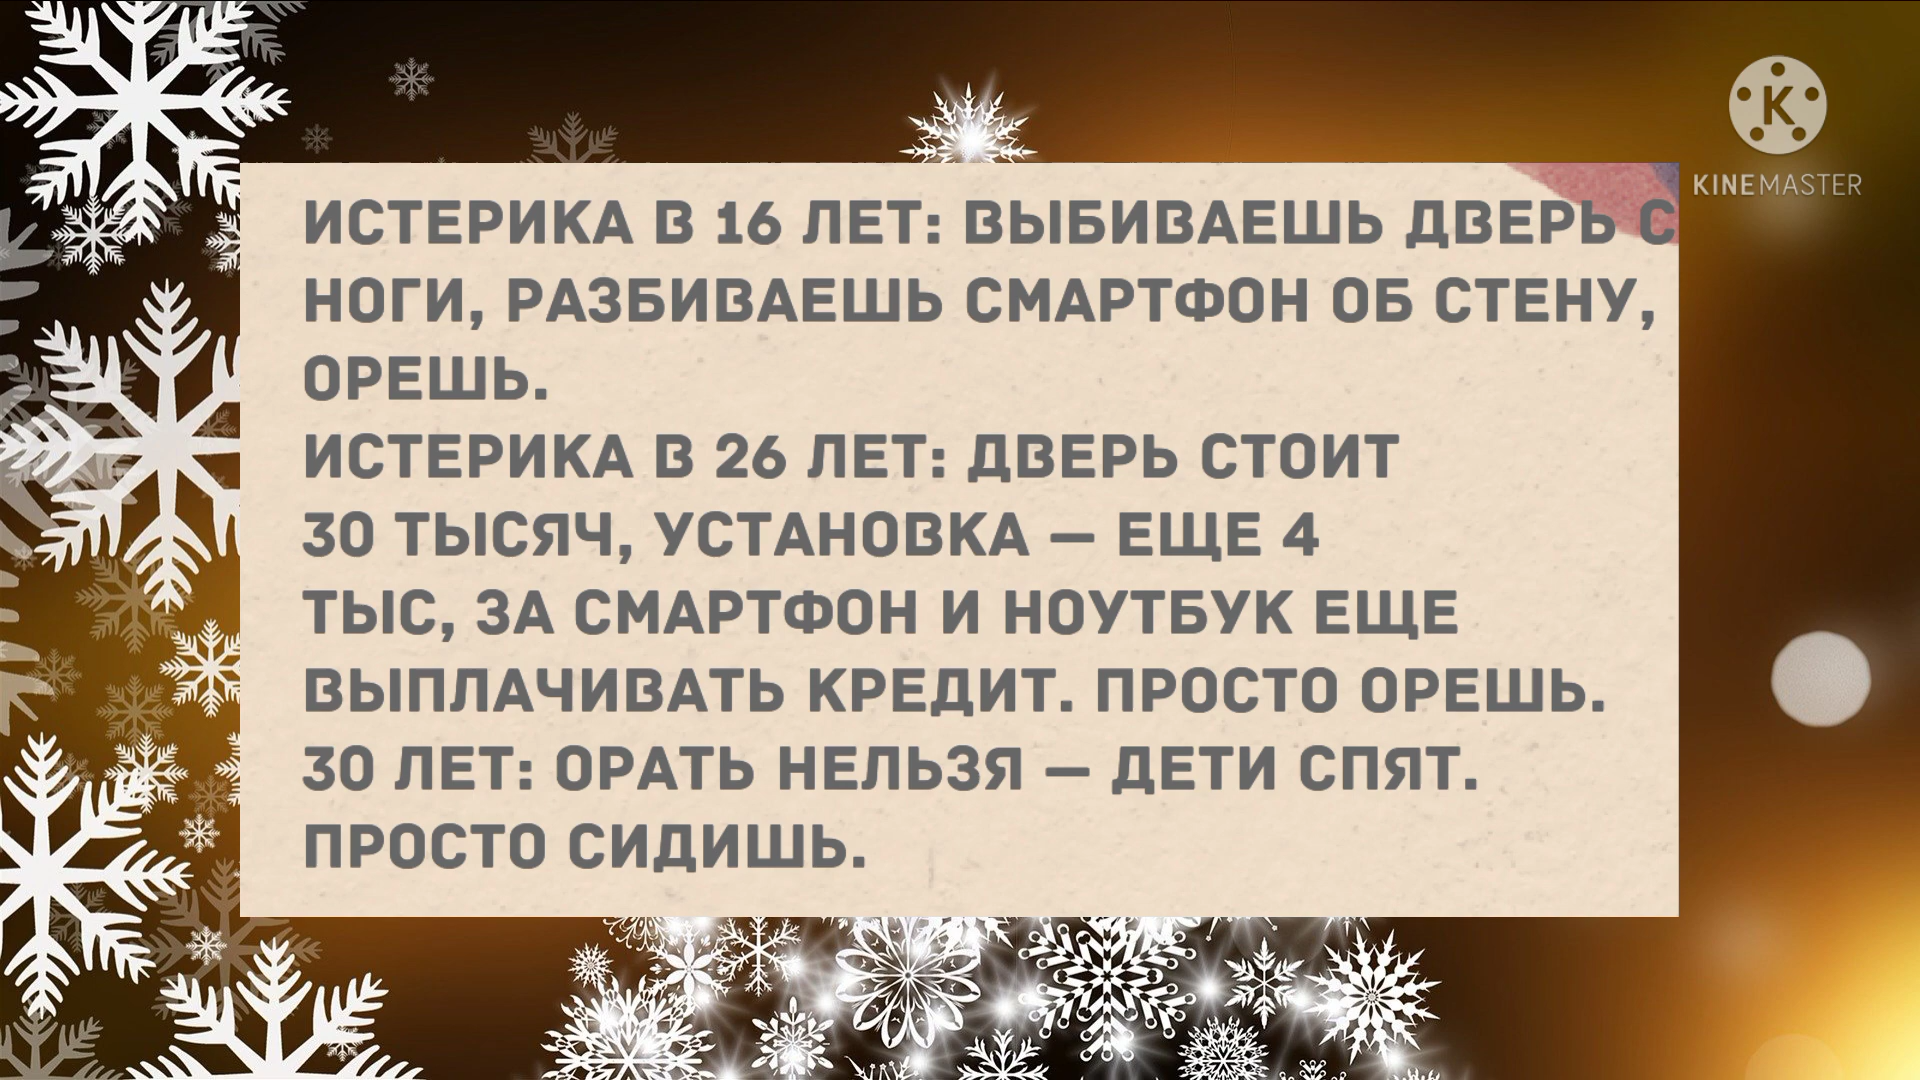 ИСТЕРИКА В 16 ЛЕТ: ВЫБИВАЕШЬ ДВЕРЬ С
НОГИ, РАЗБИВАЕШЬ СМАРТФОН ОБ СТЕНУ,
ОРЕШЬ.
ИСТЕРИКА В 26 ЛЕТ: ДВЕРЬ СТОИТ
30 ТЫСЯЧ, УСТАНОВКА — ЕЩЕ 4
ТЫС, ЗА СМАРТФОН И НОУТБУК ЕЩЕ
ВЫПЛАЧИВАТЬ КРЕДИТ. ПРОСТО ОРЕШЬ.
30 ЛЕТ: ОРАТЬ НЕЛЬЗЯ — ДЕТИ СПЯТ.
ПРОСТО СИДИШЬ.
K
KINEMASTER